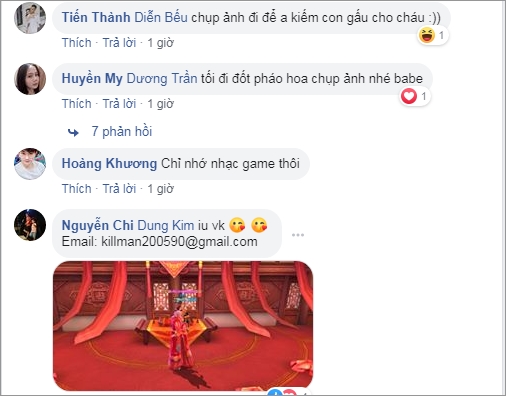 Tiến Thành Diễn Bếu chụp ảnh đi để a kiếm con gấu cho cháu :))
Thích · Trả lời · 1 giờ
1
Huyền My Dương Trần tối đi đốt pháo hoa chụp ảnh nhé babe
Thích · Trả lời · 1 giờ
1
7 phản hồi
Hoàng Khương Chỉ nhớ nhạc game thôi
Thích · Trả lời · 1 giờ
Nguyễn Chi Dung Kim iu vk
Email: killman200590@gmail.com